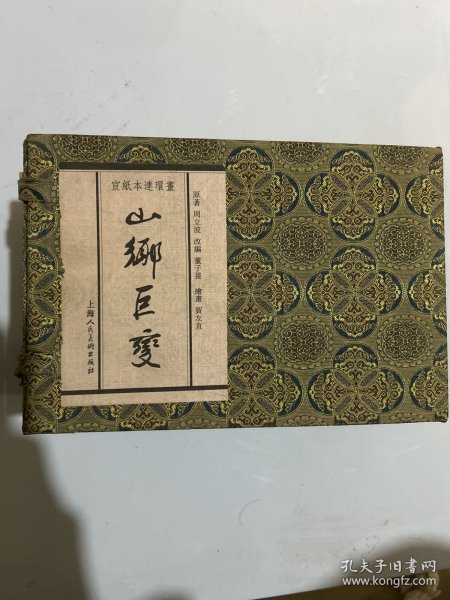 宣紙本連環畫
原著 周立波 改編 董子畏 繪畫 賀友直
山鄉巨變
上海人民美術出版社
孔夫子旧书网
www.kongfz.com